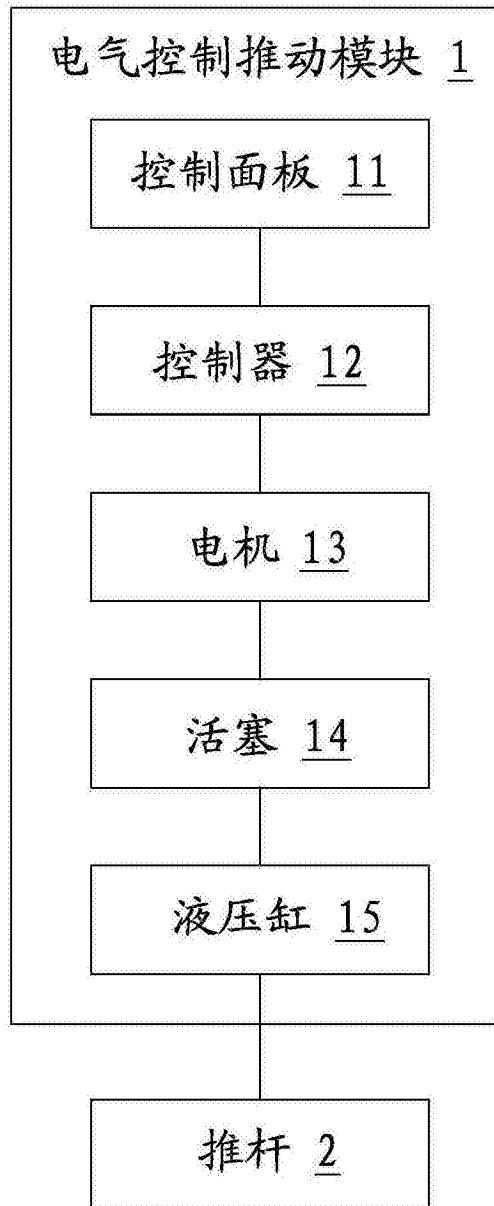 电气控制推动模块 1
控制面板 11
控制器 12
电机 13
活塞 14
液压缸 15
推杆 2